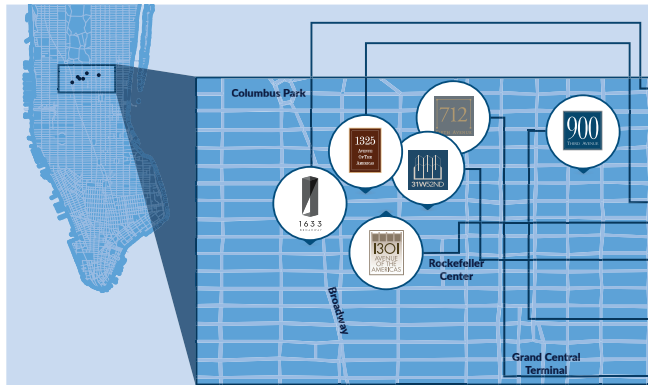 Columbus Park
712
1325
AVENUE
OF THE
AMERICAS
900
THIRD AVENUE
31W52ND
1633
BROADWAY
1301
AVENUE
OF THE
AMERICAS
Rockefeller
Center
Broadway
Grand Central
Terminal